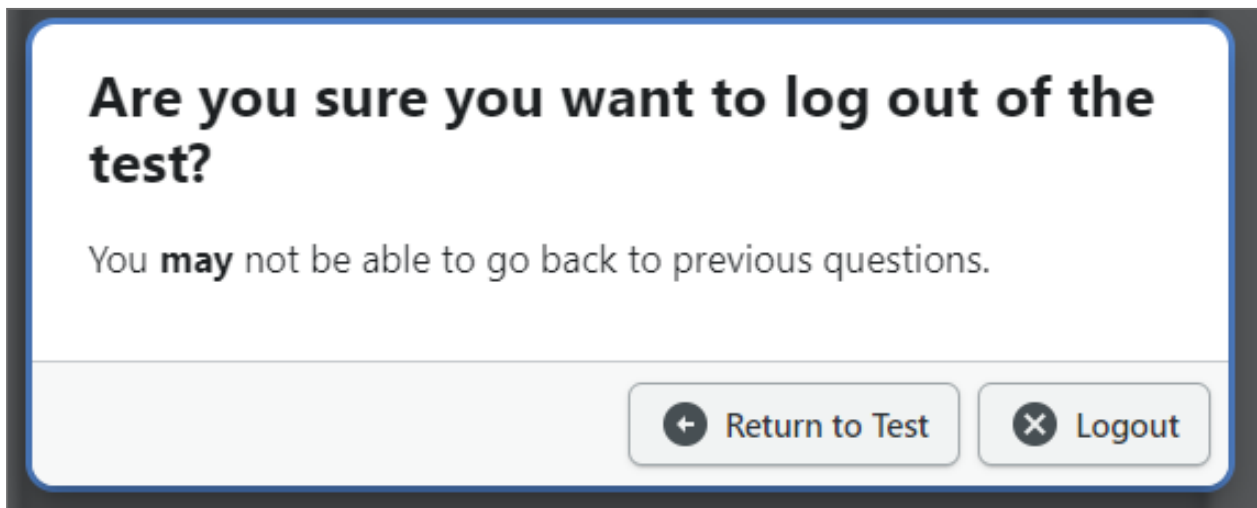 Are you sure you want to log out of the
test?
You may not be able to go back to previous questions.
Return to Test
Logout